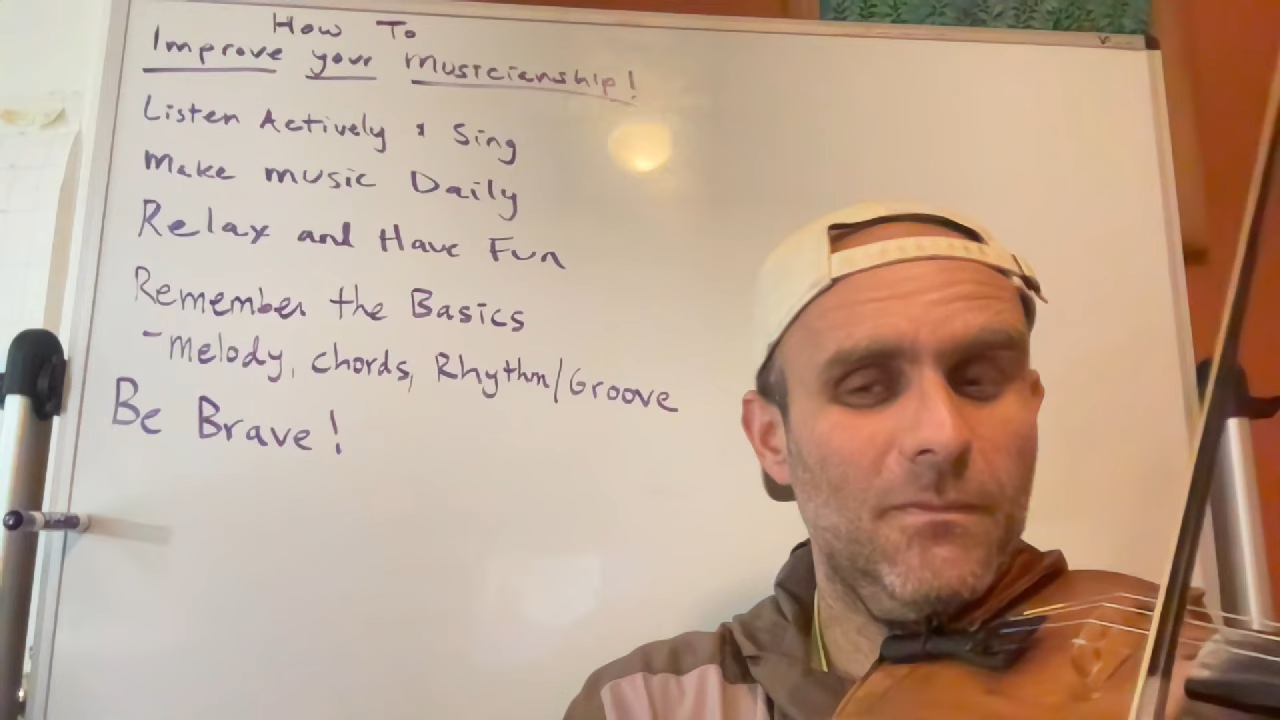 How To
Improve your Musicianship!
Listen Actively & Sing
Make music Daily
Relax and Have Fun
Remember the Basics
- Melody, Chords, Rhythm/Groove
Be Brave!